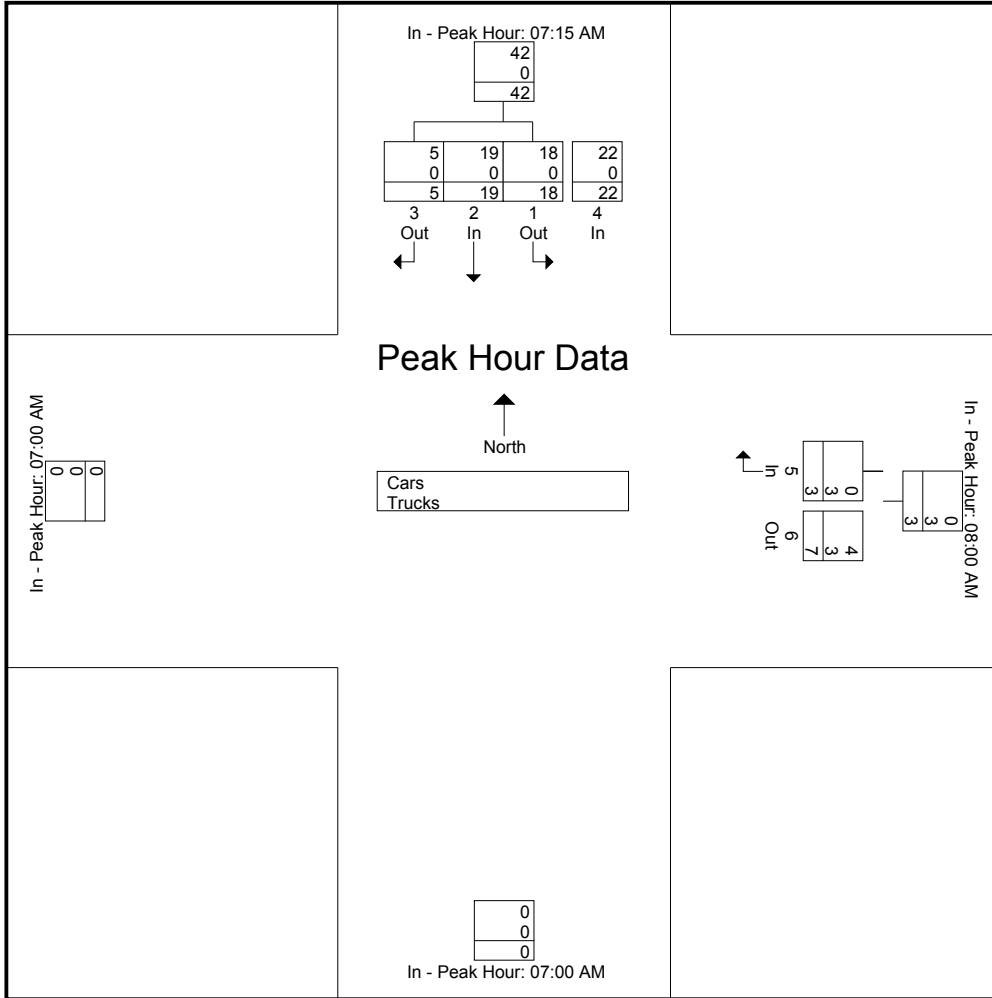 In - Peak Hour: 07:15 AM
42
0
42
5 19 18 22
0 0 0 0
5 19 18 22
3 2 1 4
Out In Out In
Peak Hour Data
North
Cars
Trucks
In - Peak Hour: 07:00 AM
0
0
0
In - Peak Hour: 08:00 AM
0
3
3
0 4
3 3
3 7
5 6
In Out
0
0
0
In - Peak Hour: 07:00 AM